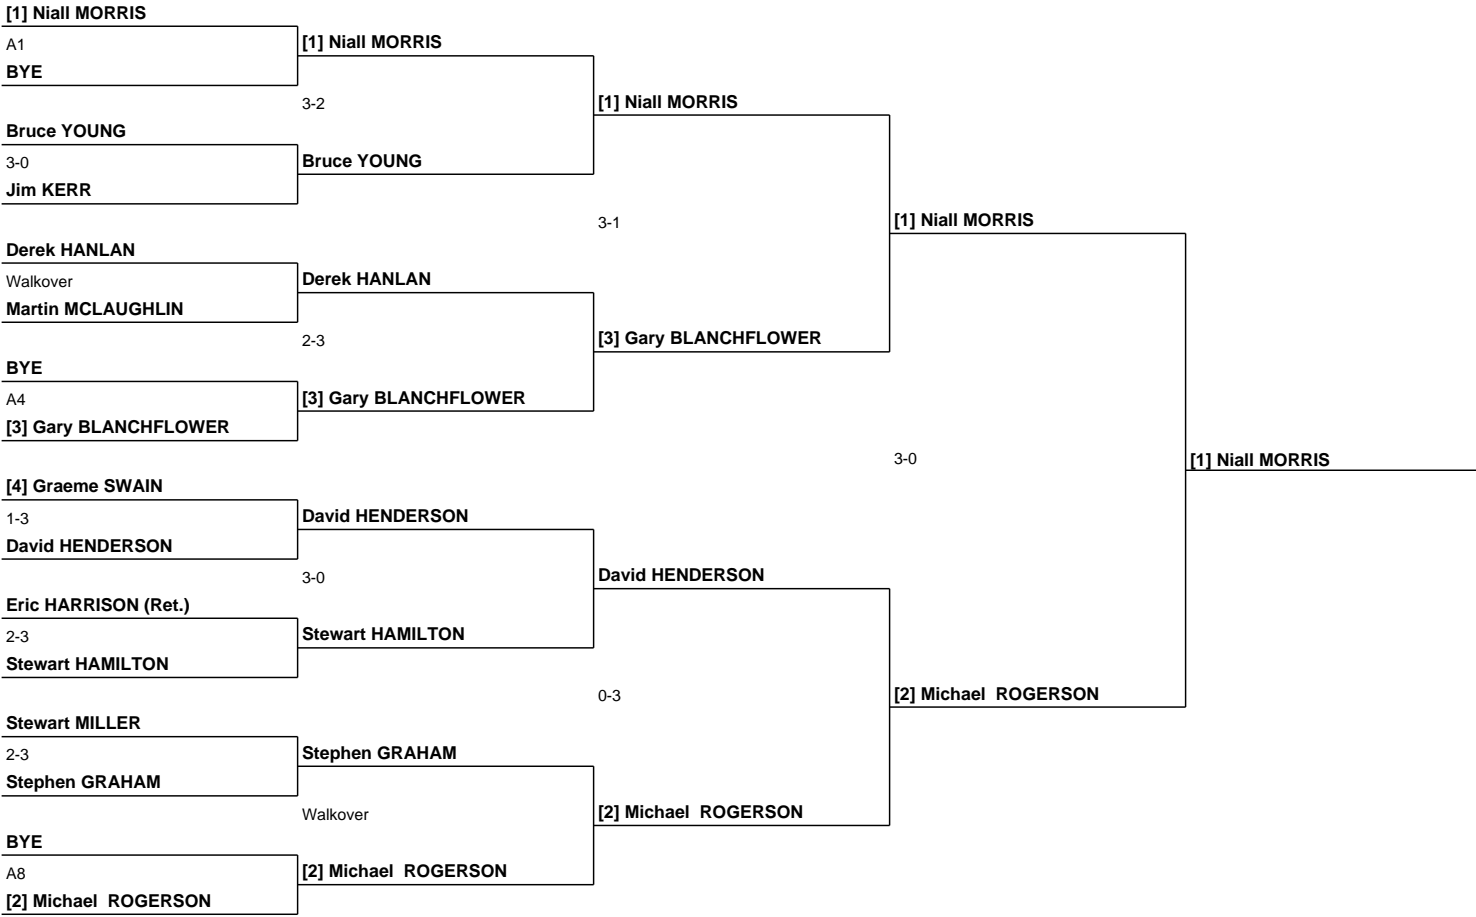 [1] Niall MORRIS
A1
[1] Niall MORRIS
BYE
3-2
[1] Niall MORRIS
Bruce YOUNG
3-0
Bruce YOUNG
Jim KERR
3-1
[1] Niall MORRIS
Derek HANLAN
Walkover
Derek HANLAN
Martin MCLAUGHLIN
2-3
[3] Gary BLANCHFLOWER
BYE
A4
[3] Gary BLANCHFLOWER
[3] Gary BLANCHFLOWER
3-0
[1] Niall MORRIS
[4] Graeme SWAIN
1-3
David HENDERSON
David HENDERSON
3-0
David HENDERSON
Eric HARRISON (Ret.)
2-3
Stewart HAMILTON
Stewart HAMILTON
0-3
[2] Michael  ROGERSON
Stewart MILLER
2-3
Stephen GRAHAM
Stephen GRAHAM
Walkover
[2] Michael  ROGERSON
BYE
A8
[2] Michael  ROGERSON
[2] Michael  ROGERSON